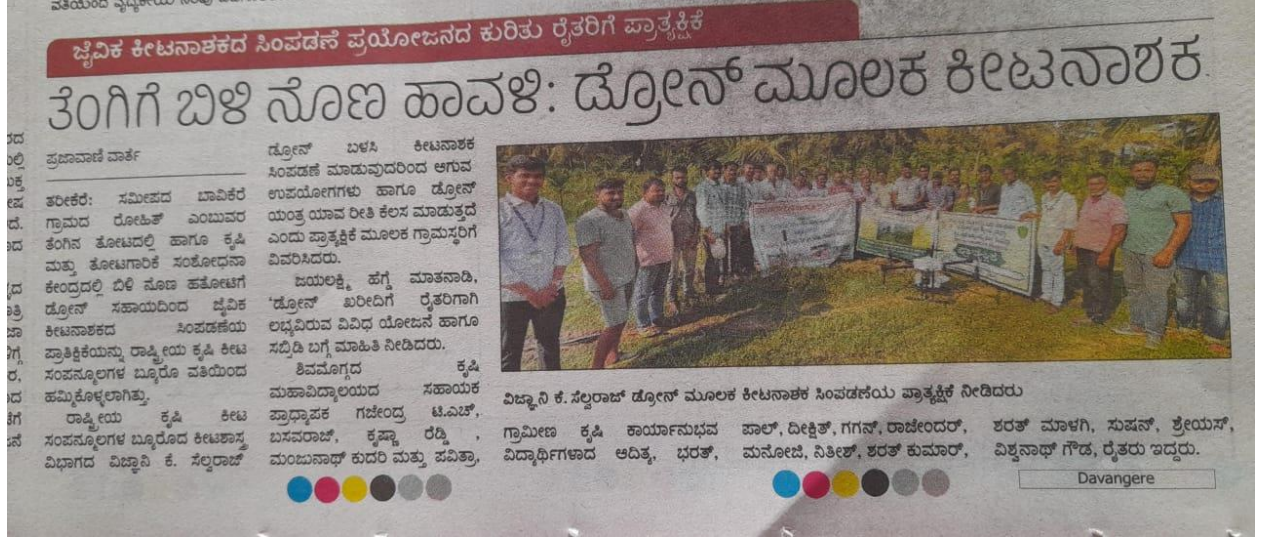 ಜೈವಿಕ ಕೀಟನಾಶಕದ ಸಿಂಪಡಣೆ ಪ್ರಯೋಜನದ ಕುರಿತು ರೈತರಿಗೆ ಪ್ರಾತ್ಯಕ್ಷಿಕೆ
ತೆಂಗಿಗೆ ಬಿಳಿ ನೊಣ ಹಾವಳಿ: ಡ್ರೋನ್ ಮೂಲಕ ಕೀಟನಾಶಕ
ಪ್ರಜಾವಾಣಿ ವಾರ್ತೆ
ತರೀಕೆರೆ: ಸಮೀಪದ ಬಾವಿಕೆರೆ
ಗ್ರಾಮದ ರೋಹಿತ್ ಎಂಬುವರ
ತೆಂಗಿನ ತೋಟದಲ್ಲಿ ಹಾಗೂ ಕೃಷಿ
ಮತ್ತು ತೋಟಗಾರಿಕೆ ಸಂಶೋಧನಾ
ಕೇಂದ್ರದಲ್ಲಿ ಬಿಳಿ ನೊಣ ಹತೋಟಿಗೆ
ಡ್ರೋನ್ ಸಹಾಯದಿಂದ ಜೈವಿಕ
ಕೀಟನಾಶಕದ ಸಿಂಪಡಣೆಯ
ಪ್ರಾತಿಕ್ಷಿಕೆಯನ್ನು ರಾಷ್ಟ್ರೀಯ ಕೃಷಿ ಕೀಟ
ಸಂಪನ್ಮೂಲಗಳ ಬ್ಯೂರೊ ವತಿಯಿಂದ
ಹಮ್ಮಿಕೊಳ್ಳಲಾಗಿತ್ತು.
ರಾಷ್ಟ್ರೀಯ ಕೃಷಿ ಕೀಟ
ಸಂಪನ್ಮೂಲಗಳ ಬ್ಯೂರೊದ ಕೀಟಶಾಸ್ತ್ರ
ವಿಭಾಗದ ವಿಜ್ಞಾನಿ ಕೆ. ಸೆಲ್ವರಾಜ್
ಡ್ರೋನ್ ಬಳಸಿ ಕೀಟನಾಶಕ
ಸಿಂಪಡಣೆ ಮಾಡುವುದರಿಂದ ಆಗುವ
ಉಪಯೋಗಗಳು ಹಾಗೂ ಡ್ರೋನ್
ಯಂತ್ರ ಯಾವ ರೀತಿ ಕೆಲಸ ಮಾಡುತ್ತದೆ
ಎಂದು ಪ್ರಾತ್ಯಕ್ಷಿಕೆ ಮೂಲಕ ಗ್ರಾಮಸ್ಥರಿಗೆ
ವಿವರಿಸಿದರು.
ಜಯಲಕ್ಷ್ಮಿ ಹೆಗ್ಡೆ ಮಾತನಾಡಿ,
‘ಡ್ರೋನ್ ಖರೀದಿಗೆ ರೈತರಿಗಾಗಿ
ಲಭ್ಯವಿರುವ ವಿವಿಧ ಯೋಜನೆ ಹಾಗೂ
ಸಬ್ಸಿಡಿ ಬಗ್ಗೆ ಮಾಹಿತಿ ನೀಡಿದರು.
ಶಿವಮೊಗ್ಗದ ಕೃಷಿ
ಮಹಾವಿದ್ಯಾಲಯದ ಸಹಾಯಕ
ಪ್ರಾಧ್ಯಾಪಕ ಗಜೇಂದ್ರ ಟಿ.ಎಚ್,
ಬಸವರಾಜ್, ಕೃಷ್ಣಾ ರೆಡ್ಡಿ ,
ಮಂಜುನಾಥ್ ಕುದರಿ ಮತ್ತು ಪವಿತ್ರಾ,
ವಿಜ್ಞಾನಿ ಕೆ. ಸೆಲ್ವರಾಜ್ ಡ್ರೋನ್ ಮೂಲಕ ಕೀಟನಾಶಕ ಸಿಂಪಡಣೆಯ ಪ್ರಾತ್ಯಕ್ಷಿಕೆ ನೀಡಿದರು
ಗ್ರಾಮೀಣ ಕೃಷಿ ಕಾರ್ಯಾನುಭವ
ವಿದ್ಯಾರ್ಥಿಗಳಾದ ಆದಿತ್ಯ, ಭರತ್,
ಪಾಲ್, ದೀಕ್ಷಿತ್, ಗಗನ್, ರಾಜೇಂದರ್,
ಮನೋಜಿ, ನಿತೀಶ್, ಶರತ್ ಕುಮಾರ್,
ಶರತ್ ಮಾಳಗಿ, ಸುಷನ್, ಶ್ರೇಯಸ್,
ವಿಶ್ವನಾಥ್ ಗೌಡ, ರೈತರು ಇದ್ದರು.
Davangere